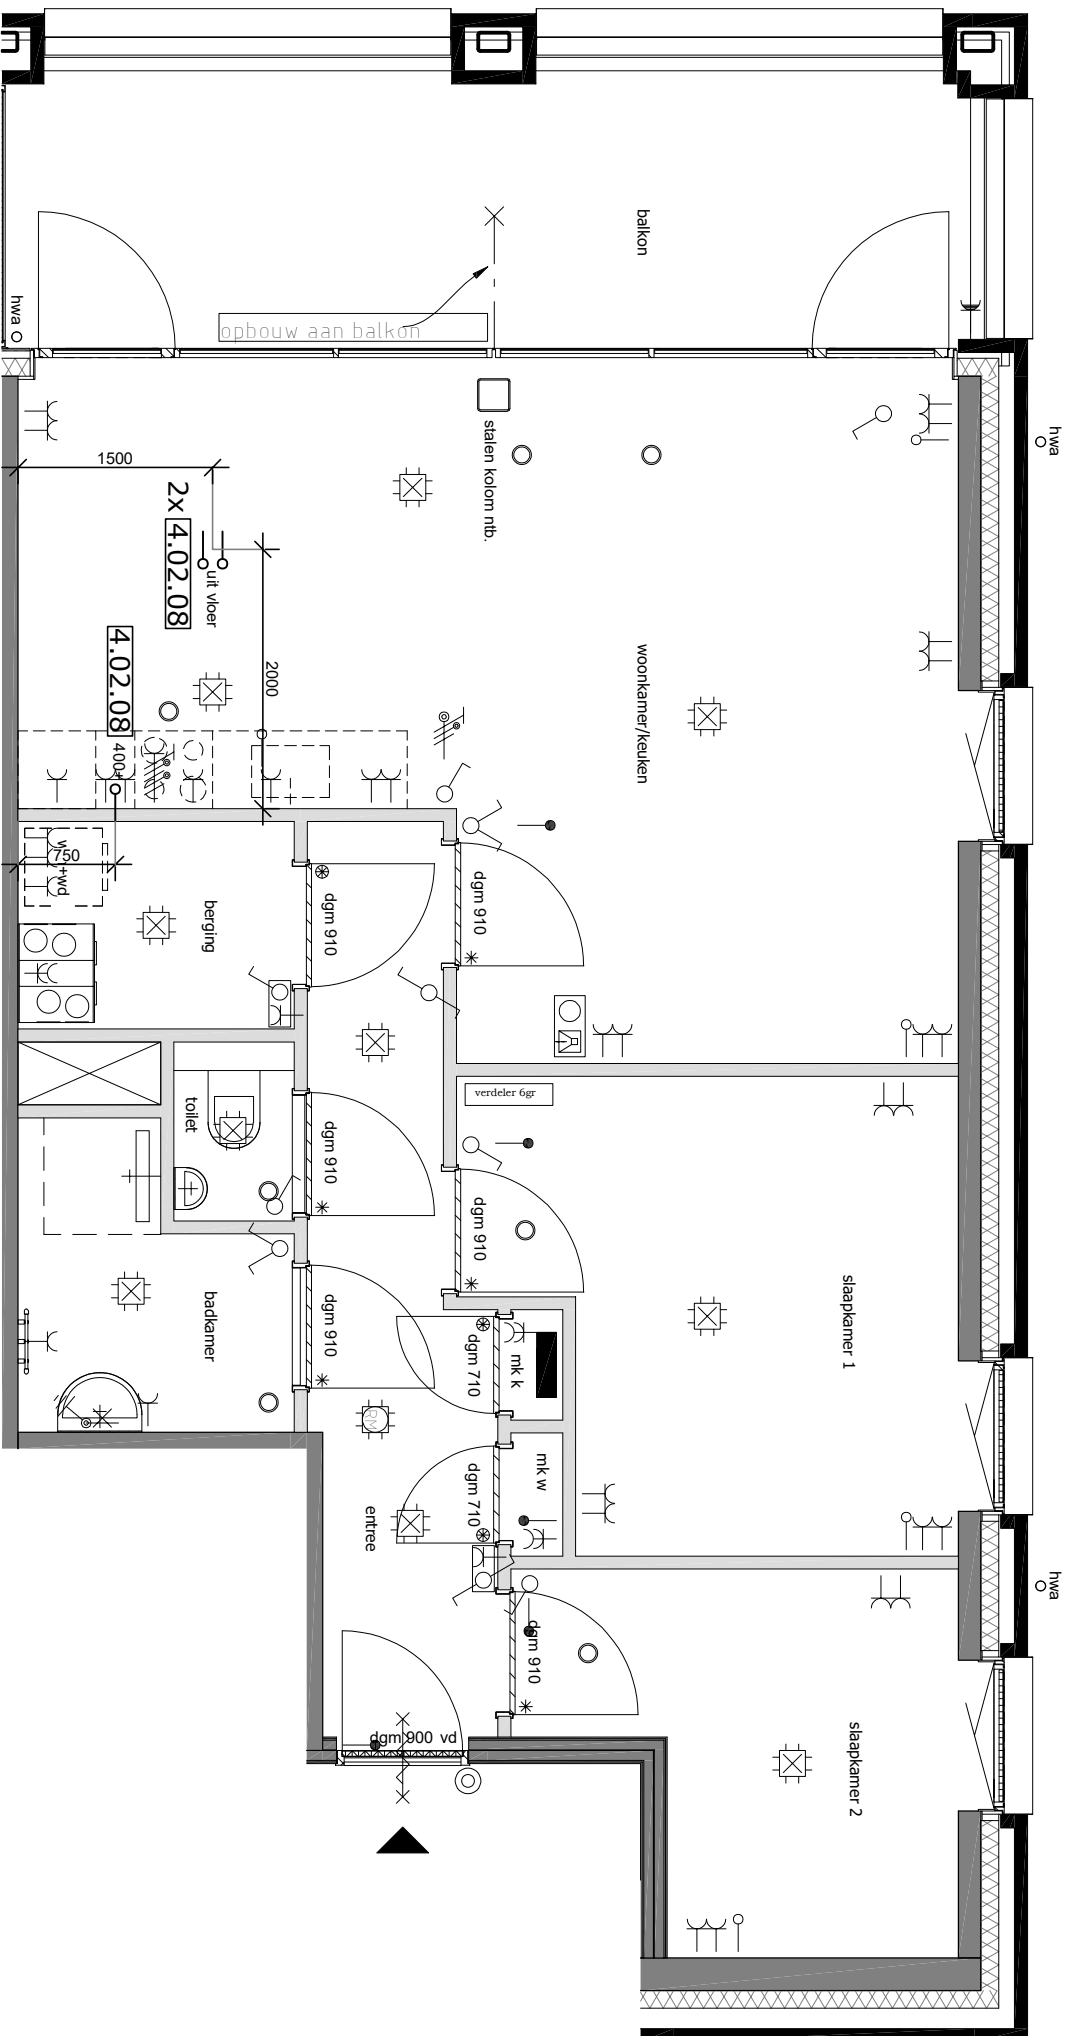 balkon
hwa
opbouw aan balkon
hwa
stalen kolom ntb.
1500
2x 4.02.08
uit vloer
4.02.08
2000
400+
woonkamer/keuken
750
+wd
berging
dgm 910
dgm 910
verdeler 6gr
toilet
dgm 910
dgm 910
badkamer
dgm 910
slaapkamer 1
dgm 710
mk k
RM
dgm 710
mk w
entree
hwa
dgm 910
dgm 900 vd
slaapkamer 2